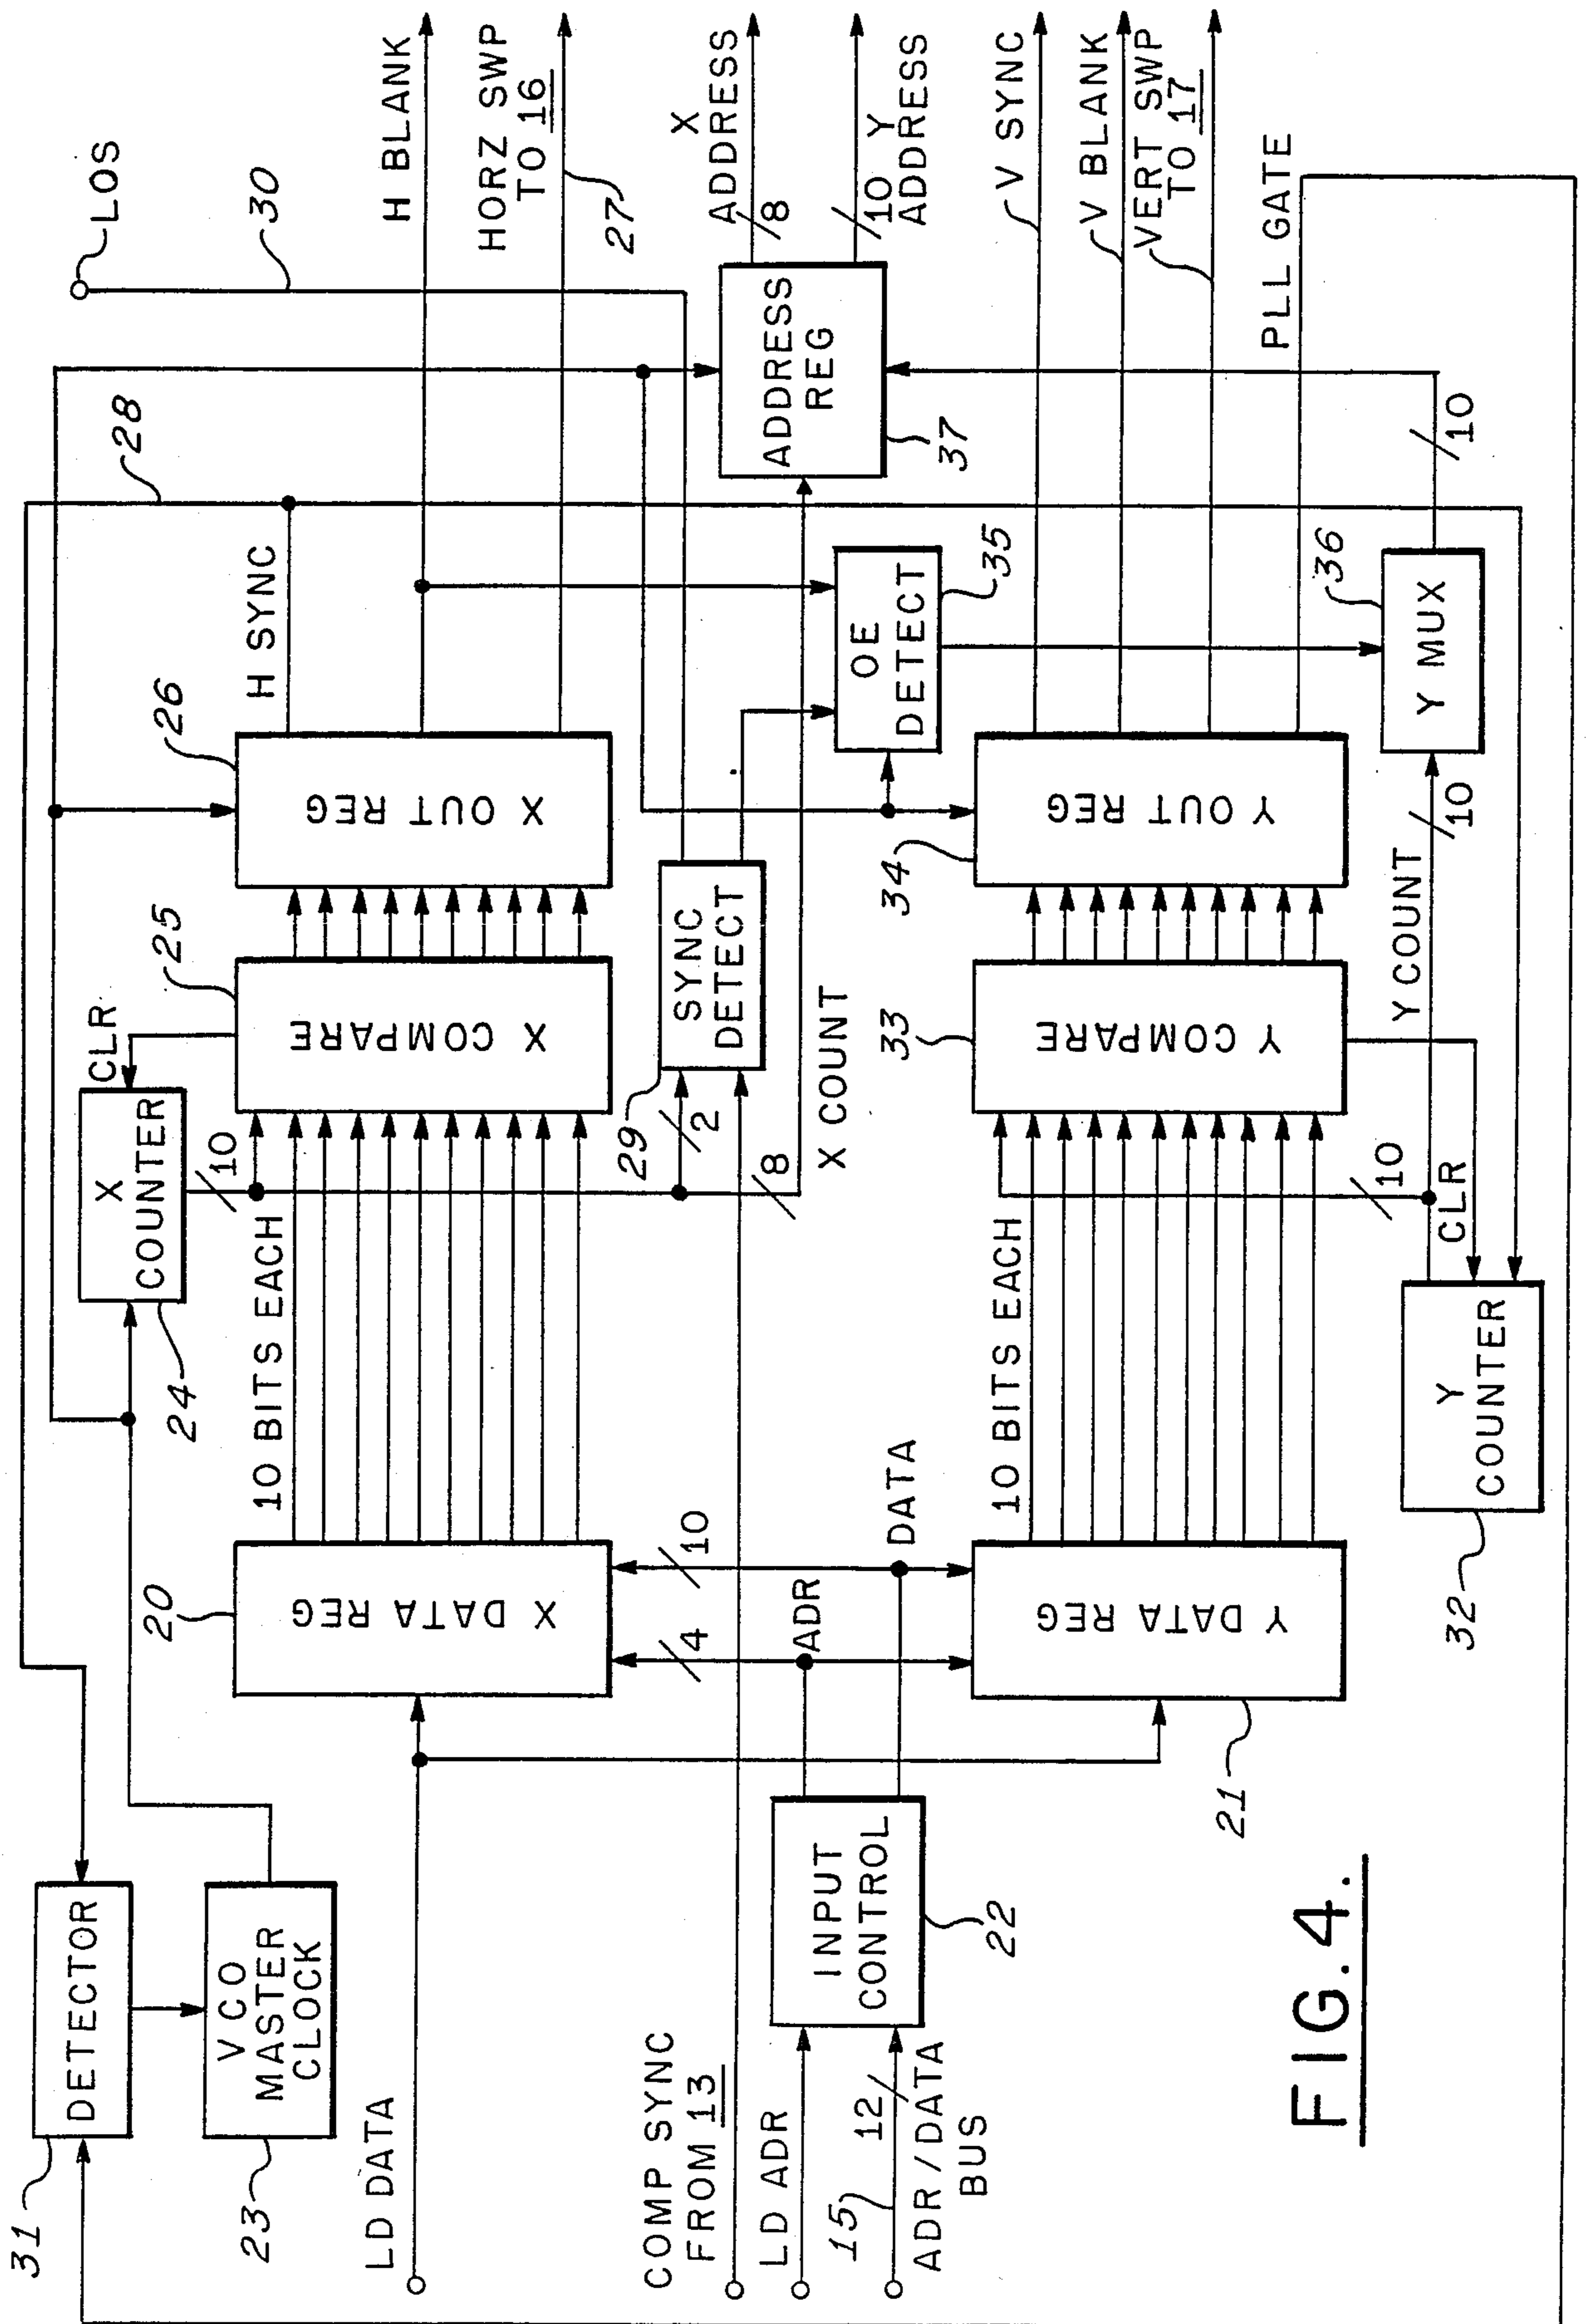 31
DETECTOR
23
VCO
MASTER
CLOCK
LD DATA
COMP SYNC
FROM 13
LD ADR
15
12
ADR/DATA
BUS
INPUT
CONTROL
22
20
X DATA REG
4
10
ADR
DATA
Y DATA REG
21
24
X
COUNTER
CLR
10
10 BITS EACH
25
X COMPARE
26
X OUT REG
H SYNC
28
29
SYNC
DETECT
2
8
X COUNT
10 BITS EACH
33
Y COMPARE
34
Y OUT REG
10
CLR
Y COUNT
10
32
Y
COUNTER
OE
DETECT
35
36
Y MUX
10
ADDRESS
REG
37
LOS
30
H BLANK
HORZ SWP
TO 16
27
X
ADDRESS
8
10
Y
ADDRESS
V SYNC
V BLANK
VERT SWP
TO 17
PLL GATE
FIG.4.